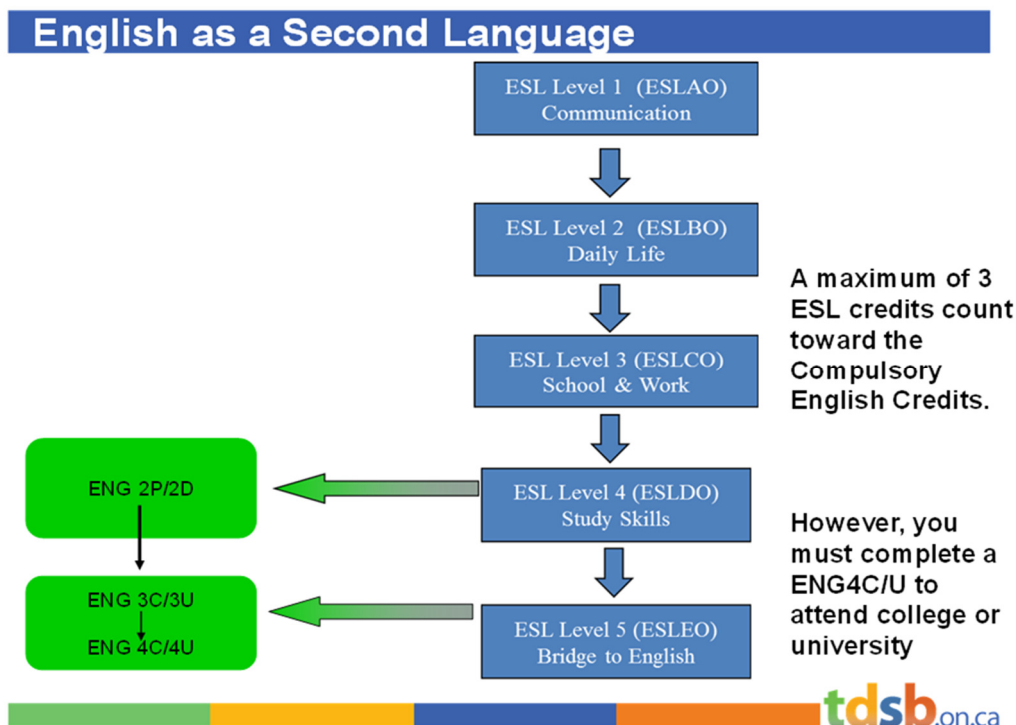 English as a Second Language
ESL Level 1 (ESLAO)
Communication
ESL Level 2 (ESLBO)
Daily Life
ESL Level 3 (ESLCO)
School & Work
A maximum of 3
ESL credits count
toward the
Compulsory
English Credits.
ENG 2P/2D
ESL Level 4 (ESLDO)
Study Skills
ENG 3C/3U
ENG 4C/4U
ESL Level 5 (ESLEO)
Bridge to English
However, you
must complete a
ENG4C/U to
attend college or
university
tdsb.on.ca